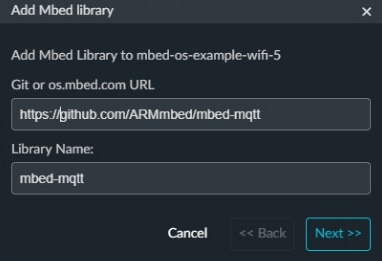 Add Mbed library
Add Mbed Library to mbed-os-example-wifi-5
Git or os.mbed.com URL
https://github.com/ARMmbed/mbed-mqtt
Library Name:
mbed-mqtt
Cancel << Back Next >>